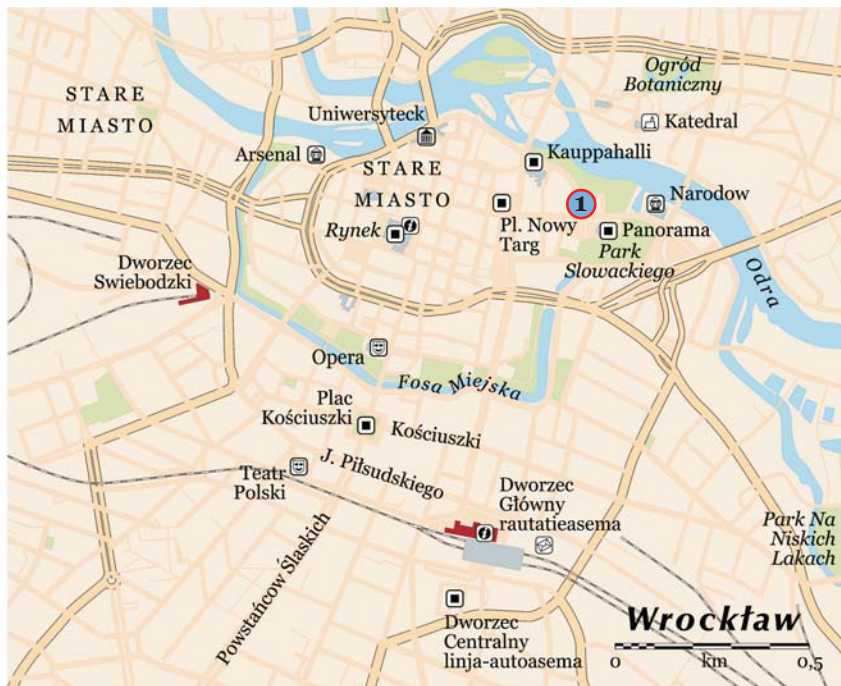 Ogród
Botaniczny
STARE
MIASTO
Uniwersyteck
Katedral
Arsenal
STARE
MIASTO
Kauppahalli
1
Narodow
Rynek
Pl. Nowy
Targ
Panorama
Park
Slowackiego
Dworzec
Swiebodzki
Odra
Opera
Fosa Miejska
Plac
Kościuszki
Kościuszki
J. Piłsudskiego
Teatr
Polski
Dworzec
Główny
rautatieasema
Powstańcow Śląskich
Park Na
Niskich
Lakach
Dworzec
Centralny
linja-autoasema
Wrockław
0 km 0,5